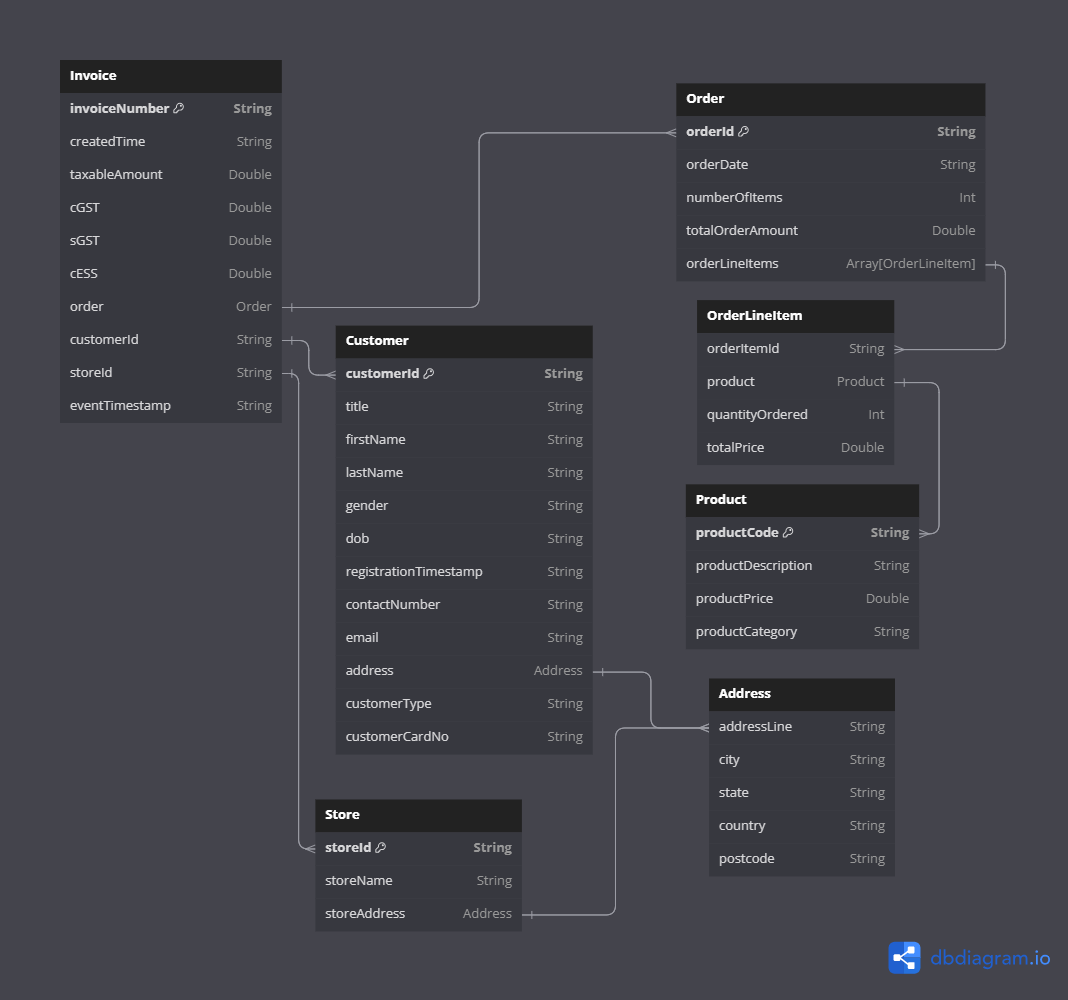 Invoice
invoiceNumber String
createdTime String
taxableAmount Double
cGST Double
sGST Double
cESS Double
order Order
customerId String
storeId String
eventTimestamp String
Order
orderId String
orderDate String
numberOfItems Int
totalOrderAmount Double
orderLineItems Array[OrderLineItem]
OrderLineItem
orderItemId String
product Product
quantityOrdered Int
totalPrice Double
Customer
customerId String
title String
firstName String
lastName String
gender String
dob String
registrationTimestamp String
contactNumber String
email String
address Address
customerType String
customerCardNo String
Product
productCode String
productDescription String
productPrice Double
productCategory String
Address
addressLine String
city String
state String
country String
postcode String
Store
storeId String
storeName String
storeAddress Address
dbdiagram.io